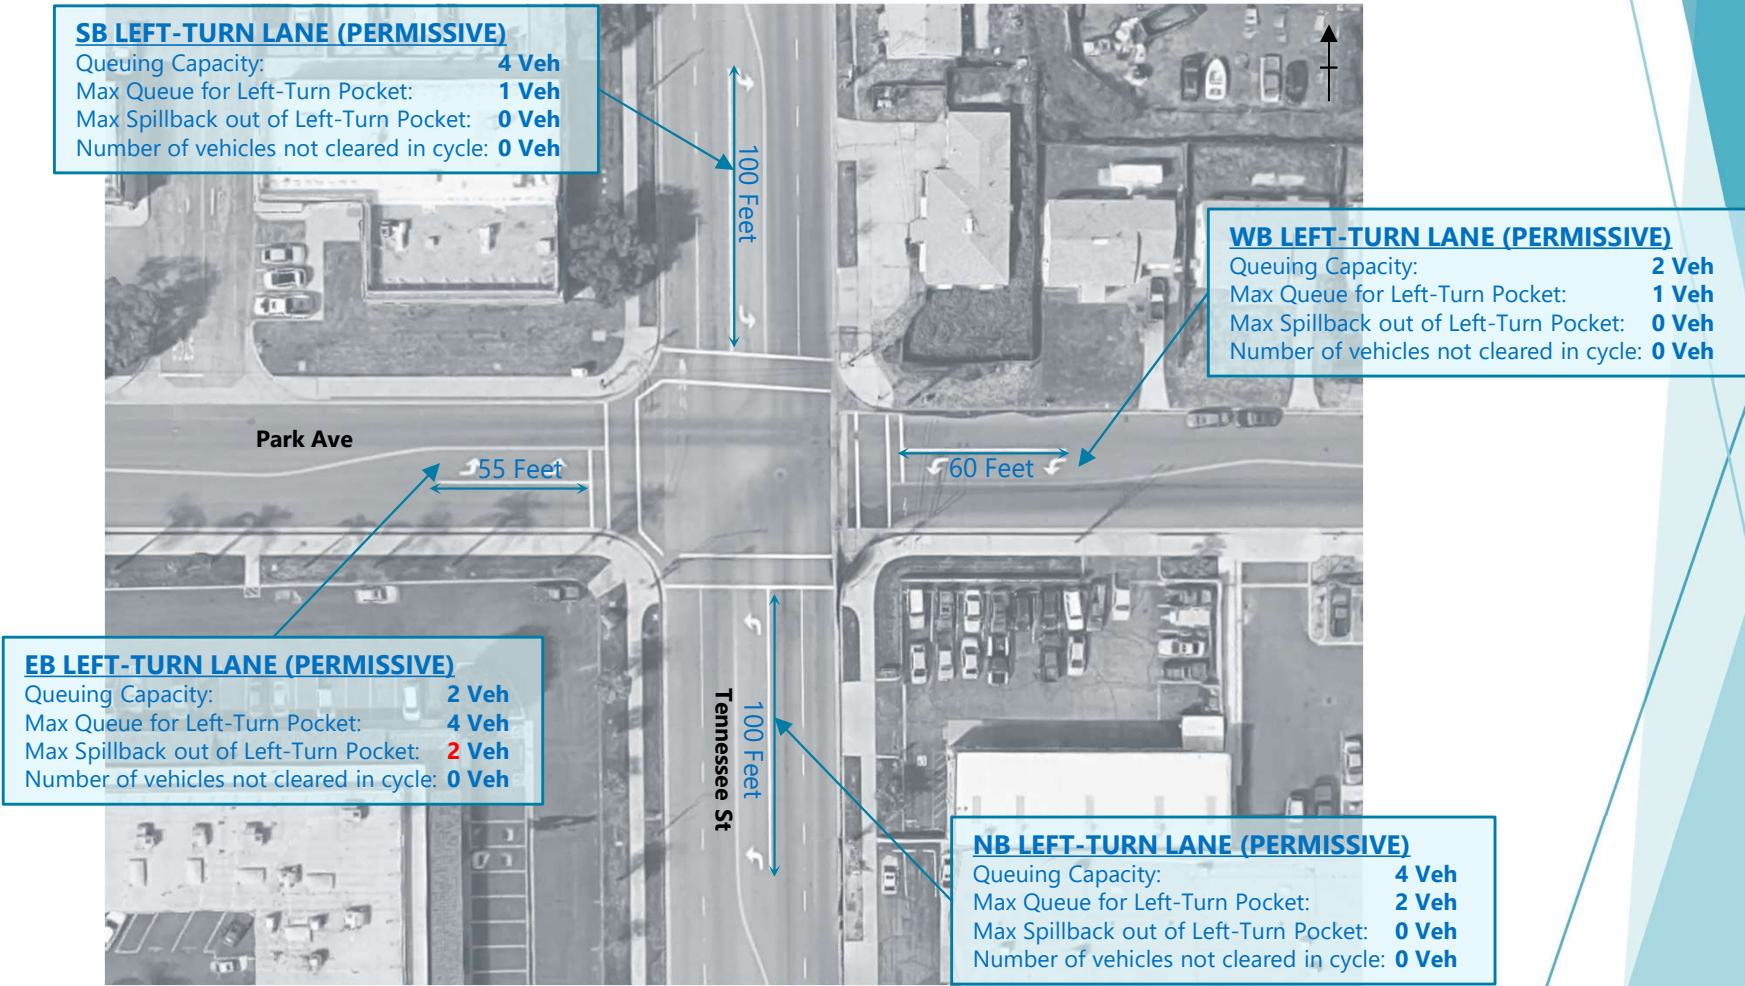 SB LEFT-TURN LANE (PERMISSIVE)
Queuing Capacity: 4 Veh
Max Queue for Left-Turn Pocket: 1 Veh
Max Spillback out of Left-Turn Pocket: 0 Veh
Number of vehicles not cleared in cycle: 0 Veh
100 Feet
WB LEFT-TURN LANE (PERMISSIVE)
Queuing Capacity: 2 Veh
Max Queue for Left-Turn Pocket: 1 Veh
Max Spillback out of Left-Turn Pocket: 0 Veh
Number of vehicles not cleared in cycle: 0 Veh
Park Ave
55 Feet
60 Feet
EB LEFT-TURN LANE (PERMISSIVE)
Queuing Capacity: 2 Veh
Max Queue for Left-Turn Pocket: 4 Veh
Max Spillback out of Left-Turn Pocket: 2 Veh
Number of vehicles not cleared in cycle: 0 Veh
Tennessee St
100 Feet
NB LEFT-TURN LANE (PERMISSIVE)
Queuing Capacity: 4 Veh
Max Queue for Left-Turn Pocket: 2 Veh
Max Spillback out of Left-Turn Pocket: 0 Veh
Number of vehicles not cleared in cycle: 0 Veh